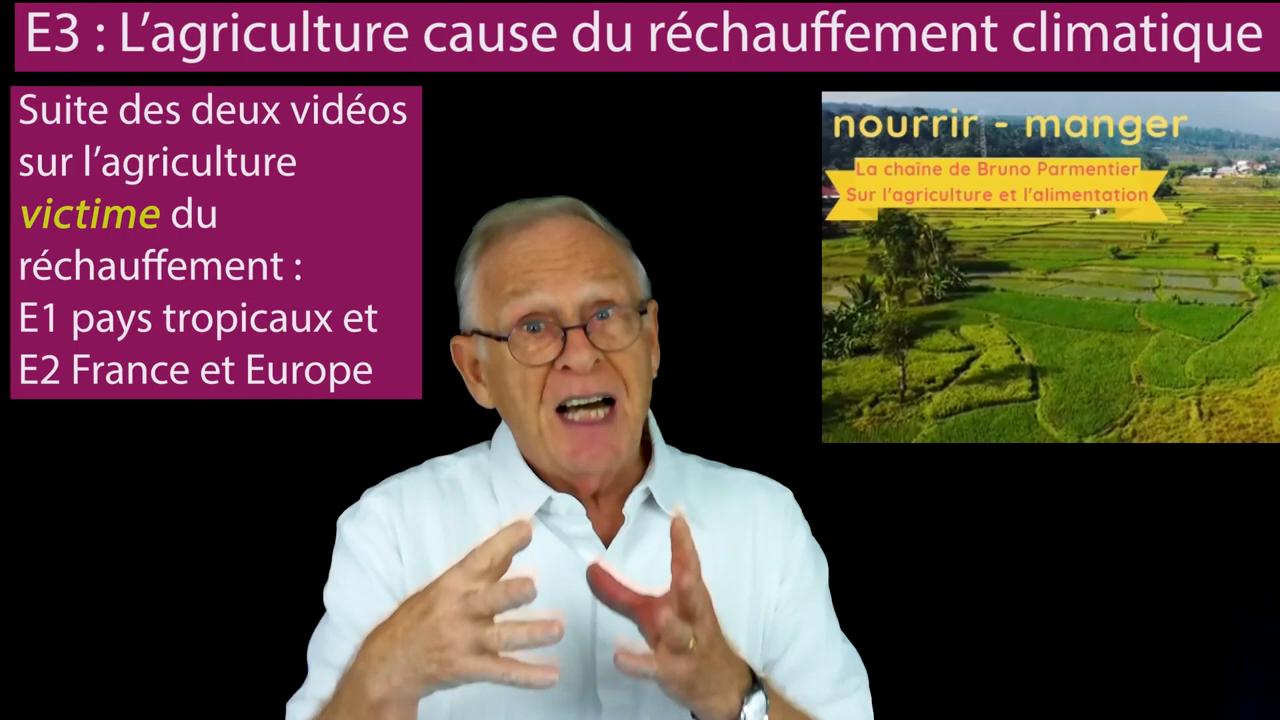 E3 : L’agriculture cause du réchauffement climatique
Suite des deux vidéos
sur l’agriculture
victime du
réchauffement :
E1 pays tropicaux et
E2 France et Europe
nourrir - manger
La chaîne de Bruno Parmentier
Sur l'agriculture et l'alimentation